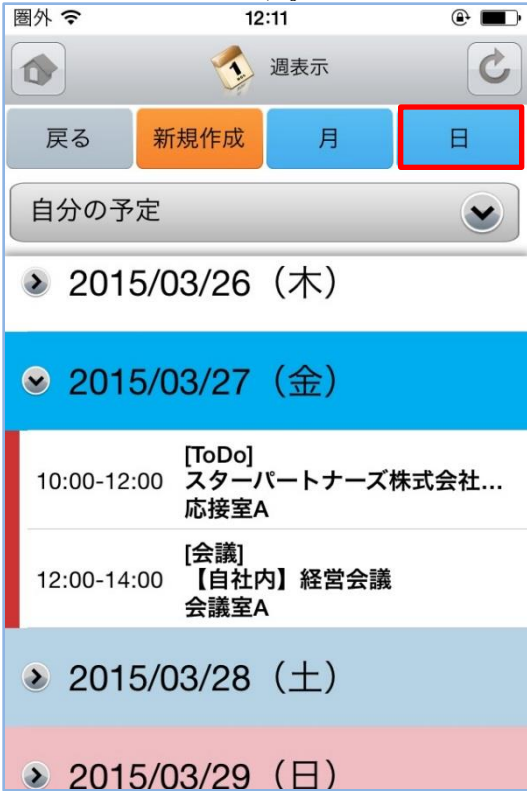 圏外 12:11
1
週表示
戻る 新規作成 月 日
自分の予定
2015/03/26（木）
2015/03/27（金）
[ToDo]
10:00-12:00 スターパートナーズ株式会社...
応接室A
[会議]
12:00-14:00 【自社内】経営会議
会議室A
2015/03/28（土）
2015/03/29（日）